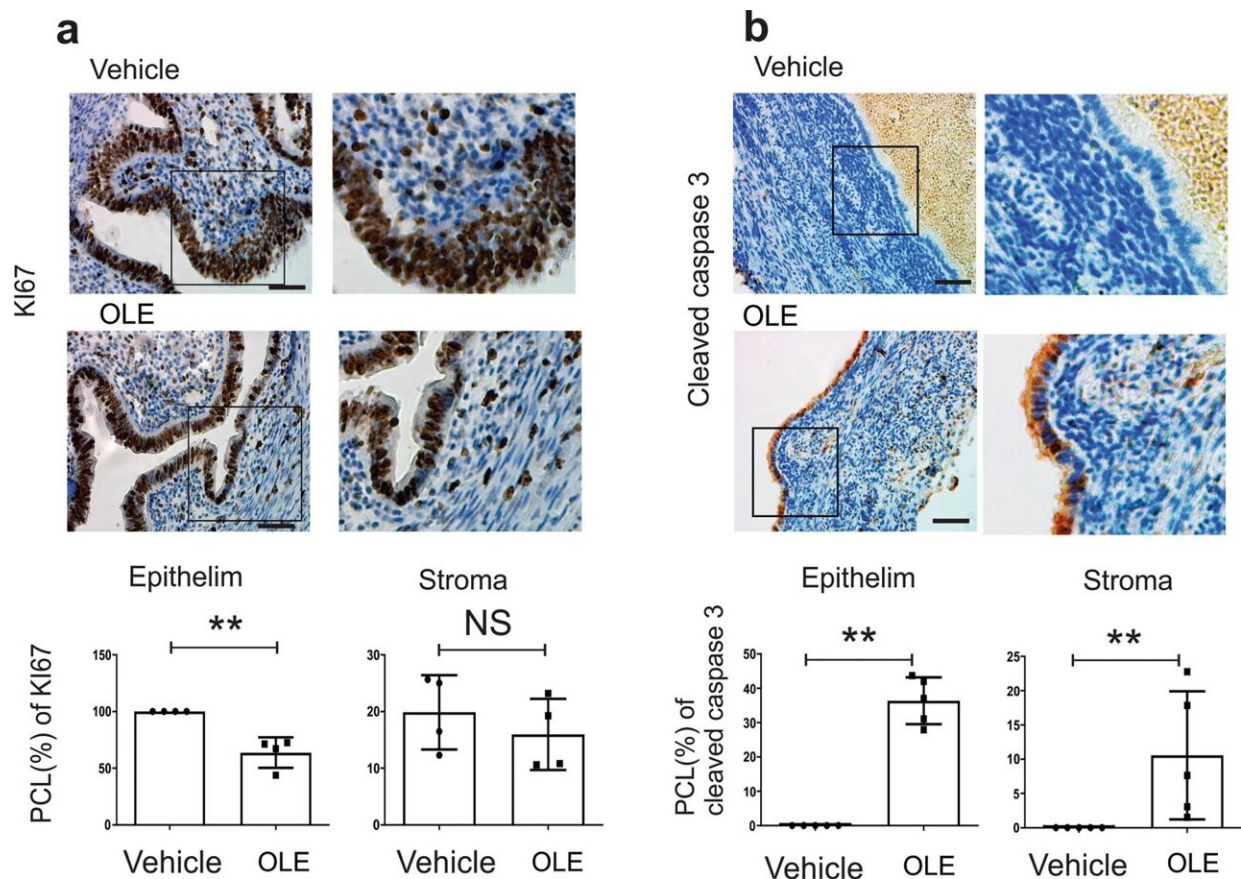 a
Vehicle
KI67
OLE
Epithelim
Stroma
PCL(%) of KI67
150
100
50
0
**
Vehicle
OLE
30
20
10
0
NS
Vehicle
OLE
b
Vehicle
Cleaved caspase 3
OLE
Epithelim
Stroma
PCL(%) of
cleaved caspase 3
50
40
30
20
10
0
**
Vehicle
OLE
25
20
15
10
5
0
**
Vehicle
OLE